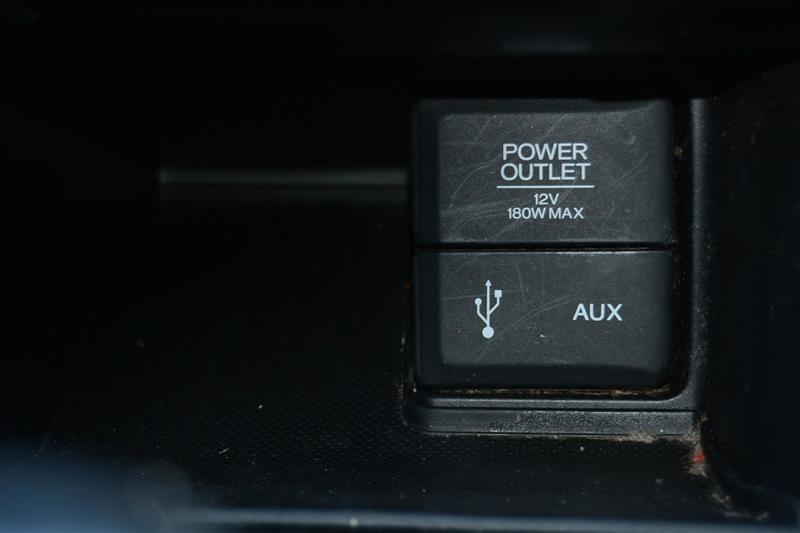 POWER
OUTLET
12V
180W MAX
AUX